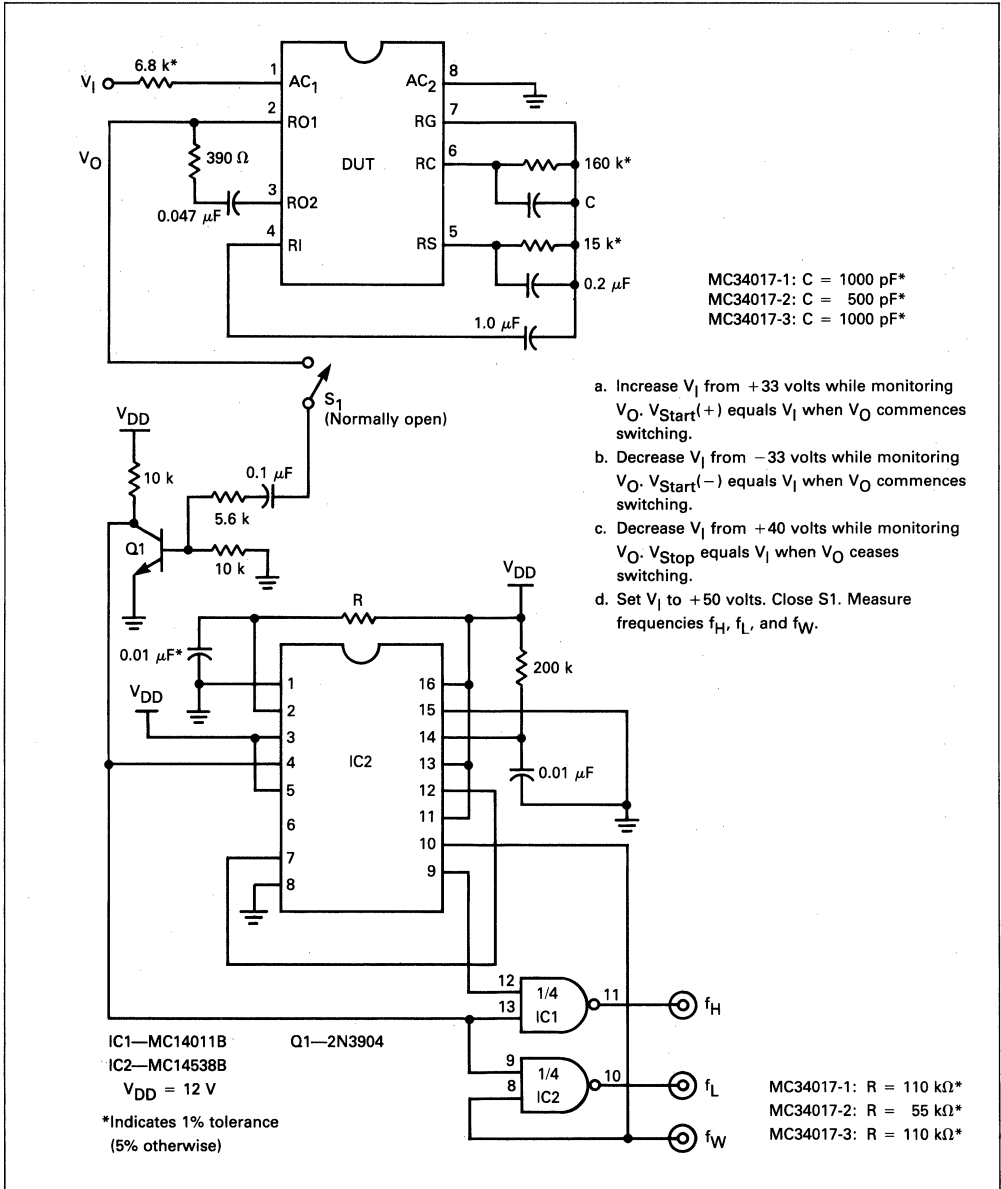 6.8 k*
V_I
1
AC1
AC2
8
2
RO1
RG
7
V_O
390 Ω
DUT
RC
6
160 k*
C
0.047 μF
3
RO2
4
RI
RS
5
15 k*
0.2 μF
1.0 μF
MC34017-1: C = 1000 pF*
MC34017-2: C = 500 pF*
MC34017-3: C = 1000 pF*
S1
(Normally open)
a. Increase V_I from +33 volts while monitoring
V_O. V_Start(+) equals V_I when V_O commences
switching.
b. Decrease V_I from −33 volts while monitoring
V_O. V_Start(−) equals V_I when V_O commences
switching.
c. Decrease V_I from +40 volts while monitoring
V_O. V_Stop equals V_I when V_O ceases
switching.
d. Set V_I to +50 volts. Close S1. Measure
frequencies f_H, f_L, and f_W.
V_DD
10 k
0.1 μF
5.6 k
Q1
10 k
V_DD
R
0.01 μF*
200 k
V_DD
1
16
2
15
3
14
4
IC2
13
0.01 μF
5
12
6
11
7
10
8
9
12
1/4
11
13
IC1
f_H
9
1/4
10
8
IC2
f_L
f_W
IC1—MC14011B
Q1—2N3904
IC2—MC14538B
V_DD = 12 V
*Indicates 1% tolerance
(5% otherwise)
MC34017-1: R = 110 kΩ*
MC34017-2: R = 55 kΩ*
MC34017-3: R = 110 kΩ*